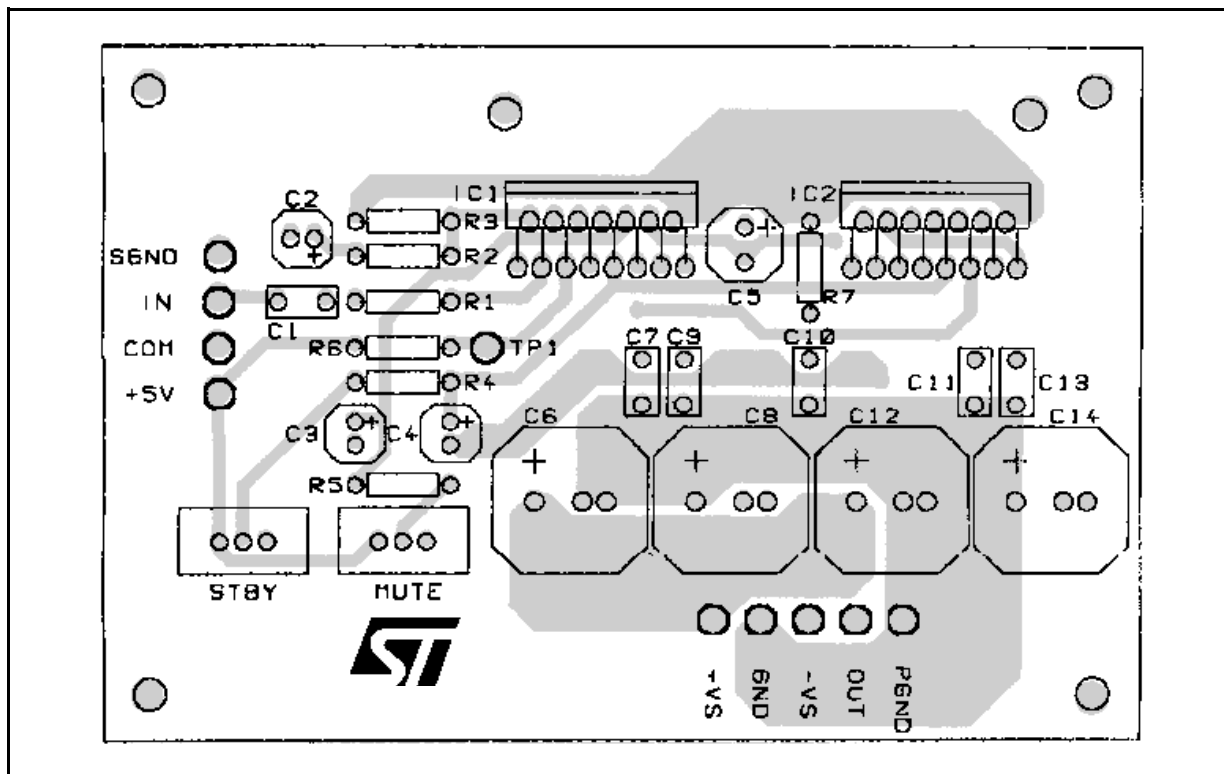 IC1
IC2
C2
R3
SGND
R2
C5
R7
IN
R1
C1
COM
R6
TP1
C7
C9
C10
+5V
R4
C11
C13
C3
C4
C6
C8
C12
C14
R5
STBY
MUTE
ST
+VS
GND
-VS
OUT
PGND